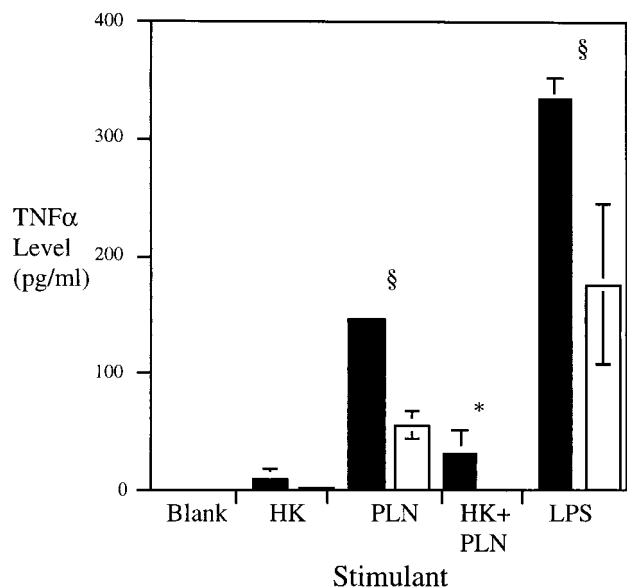 400
§
300
TNFα
Level
(pg/ml)
200
§
100
*
0
Blank HK PLN HK+ LPS
PLN
Stimulant